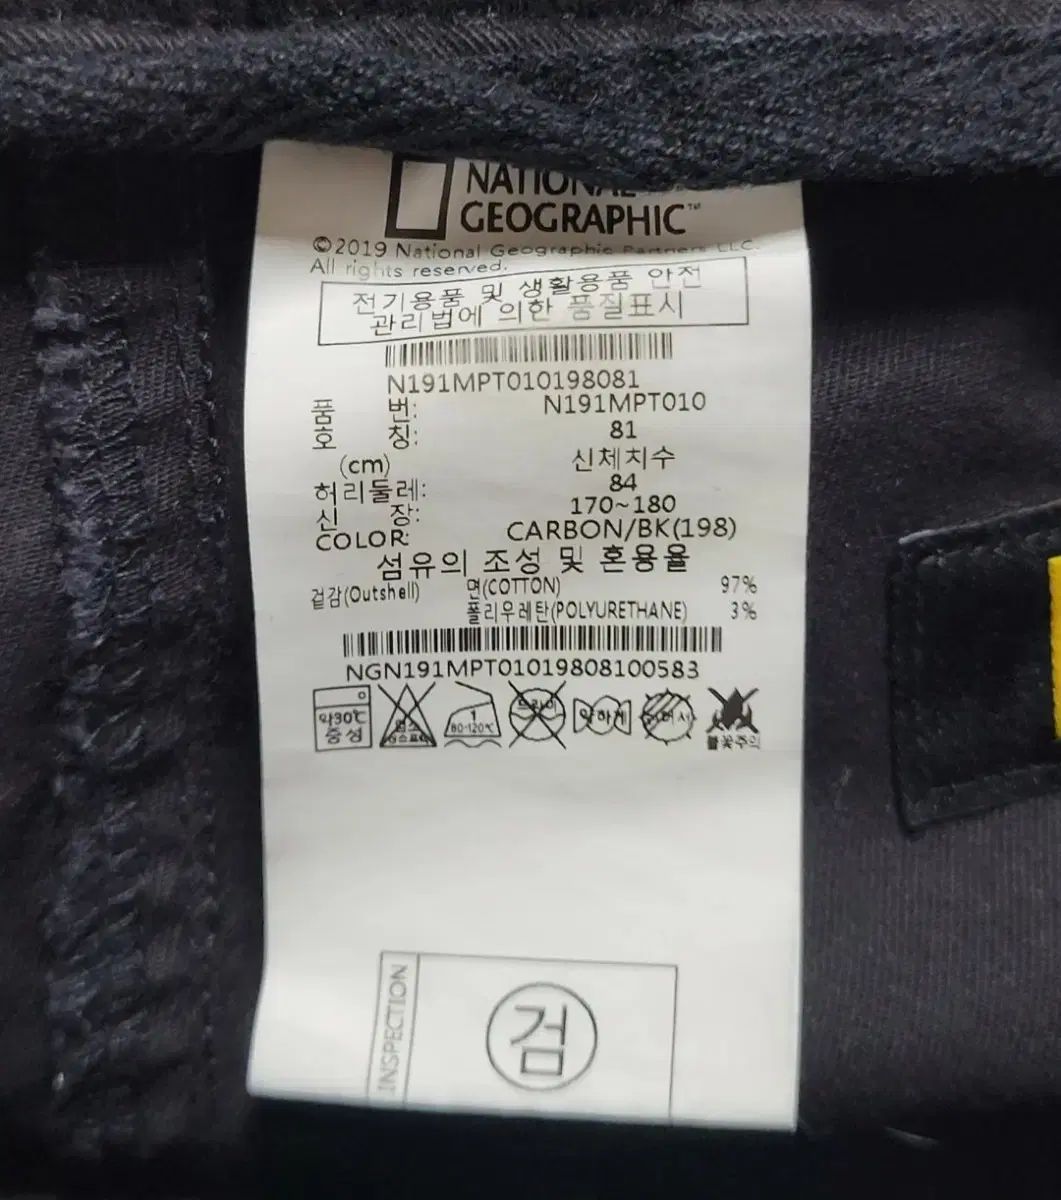 NATIONAL
GEOGRAPHIC™
©2019 National Geographic Partners LLC.
All rights reserved.
전기용품 및 생활용품 안전
관리법에 의한 품질표시
N191MPT010198081
품 번: N191MPT010
호 칭: 81
(cm) 신체치수
허리둘레: 84
신 장: 170~180
COLOR: CARBON/BK(198)
섬유의 조성 및 혼용율
겉감(Outshell) 면(COTTON) 97%
폴리우레탄(POLYURETHANE) 3%
NGN191MPT01019808100583
약30℃
중성
염소
1
80-120℃
드라이
약하게
불꽃주의
INSPECTION
검